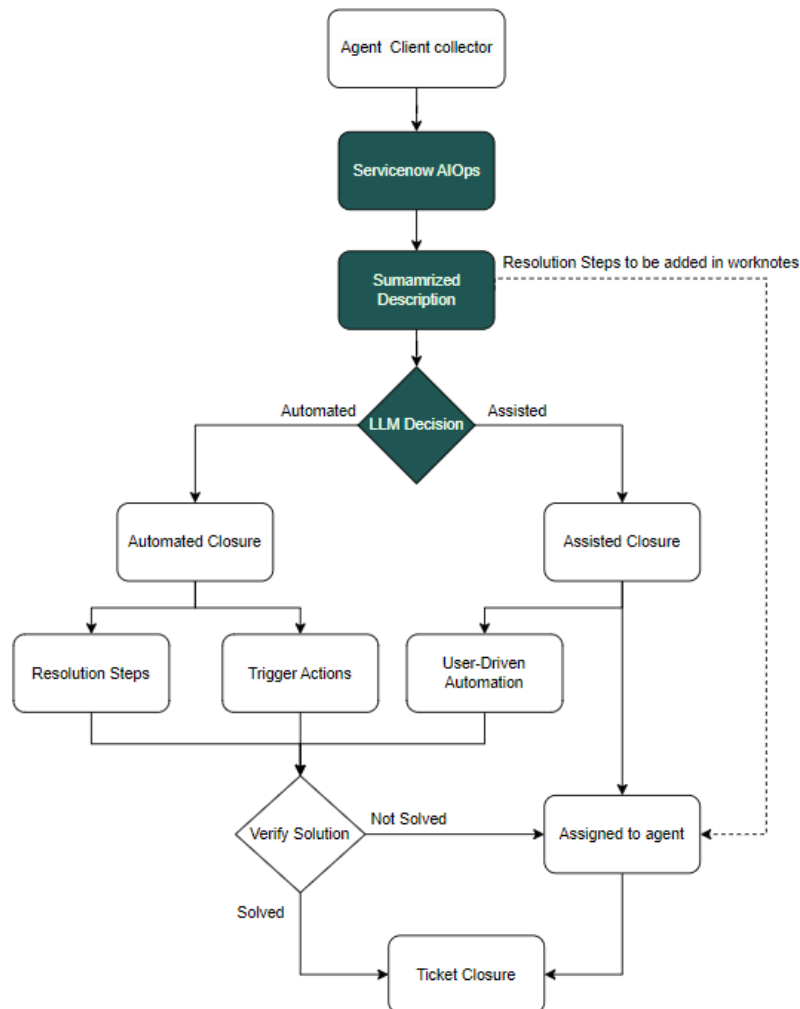 Agent Client collector
Servicenow AIOps
Sumamrized
Description
Resolution Steps to be added in worknotes
Automated
LLM Decision
Assisted
Automated Closure
Assisted Closure
Resolution Steps
Trigger Actions
User-Driven
Automation
Verify Solution
Not Solved
Assigned to agent
Solved
Ticket Closure